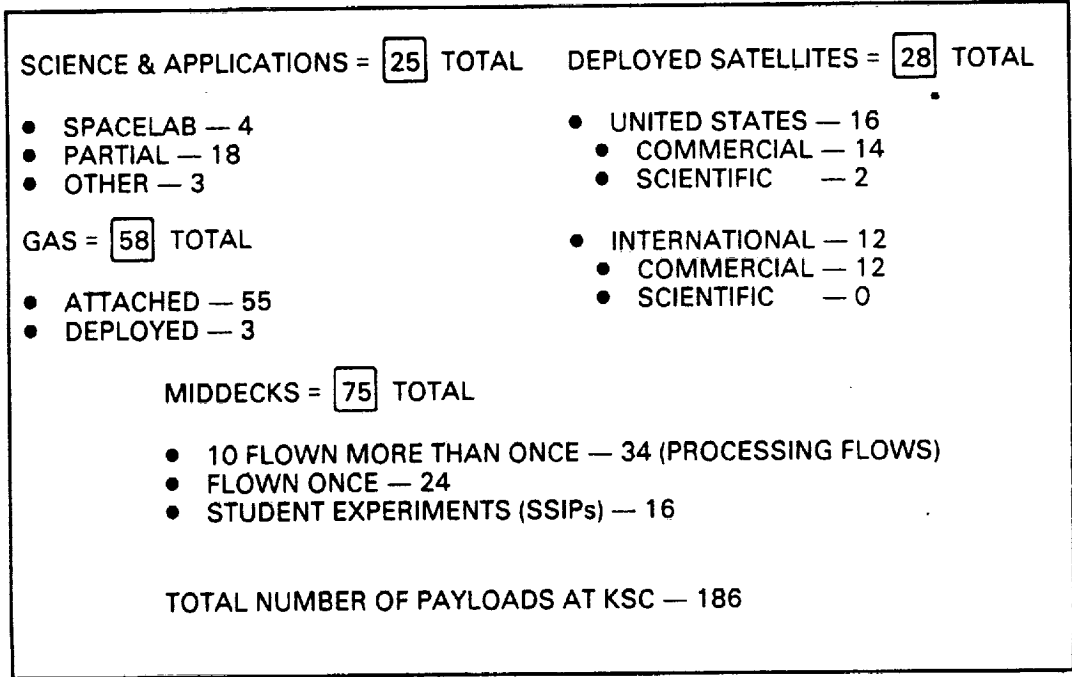 SCIENCE & APPLICATIONS = 25 TOTAL
• SPACELAB — 4
• PARTIAL — 18
• OTHER — 3
GAS = 58 TOTAL
• ATTACHED — 55
• DEPLOYED — 3
DEPLOYED SATELLITES = 28 TOTAL
• UNITED STATES — 16
• COMMERCIAL — 14
• SCIENTIFIC — 2
• INTERNATIONAL — 12
• COMMERCIAL — 12
• SCIENTIFIC — 0
MIDDECKS = 75 TOTAL
• 10 FLOWN MORE THAN ONCE — 34 (PROCESSING FLOWS)
• FLOWN ONCE — 24
• STUDENT EXPERIMENTS (SSIPs) — 16
TOTAL NUMBER OF PAYLOADS AT KSC — 186